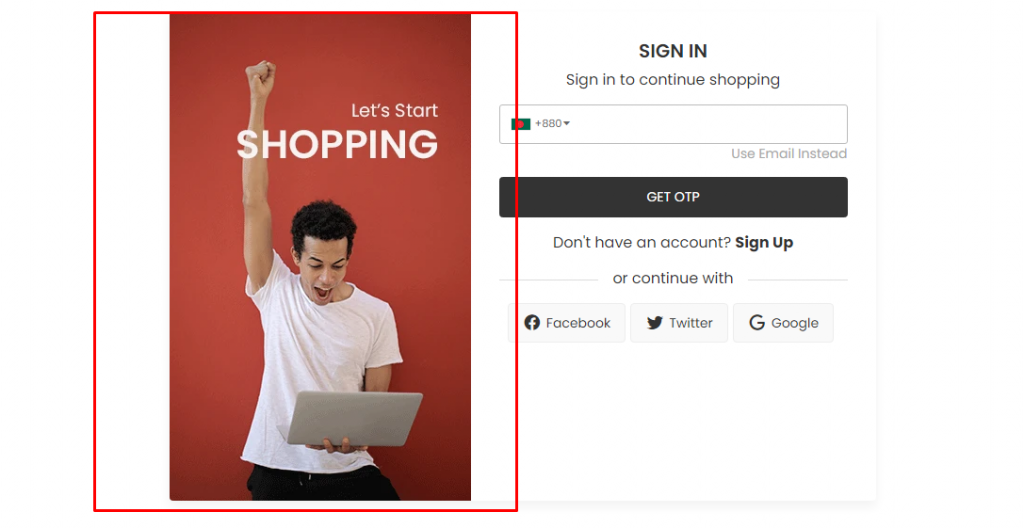 Let's Start
SHOPPING
SIGN IN
Sign in to continue shopping
+880
Use Email Instead
GET OTP
Don't have an account? Sign Up
or continue with
Facebook
Twitter
Google